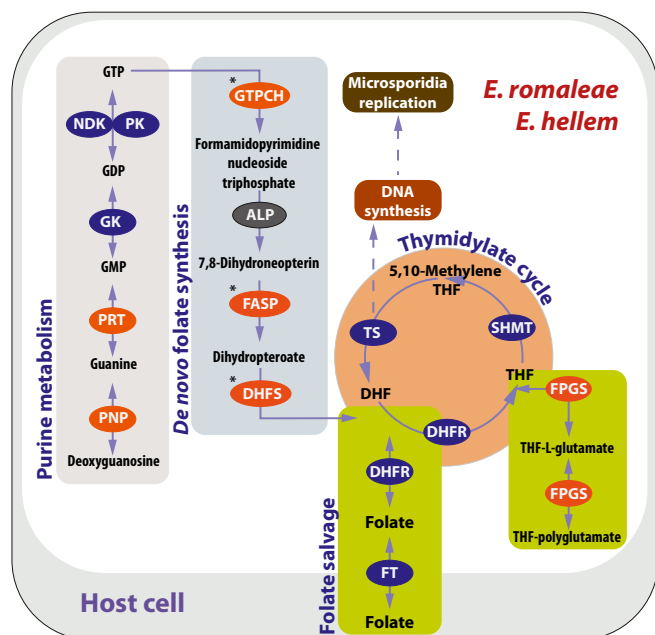 E. romaleae
E. hellem
Microsporidia
replication
DNA
synthesis
Purine metabolism
GTP
NDK
PK
GDP
GK
GMP
PRT
Guanine
PNP
Deoxyguanosine
De novo folate synthesis
*
GTPCH
Formamidopyrimidine
nucleoside
triphosphate
ALP
7,8-Dihydroneopterin
*
FASP
Dihydropteroate
*
DHFS
Thymidylate cycle
5,10-Methylene
THF
TS
SHMT
DHF
THF
DHFR
FPGS
THF-L-glutamate
FPGS
THF-polyglutamate
Folate salvage
DHFR
Folate
FT
Folate
Host cell